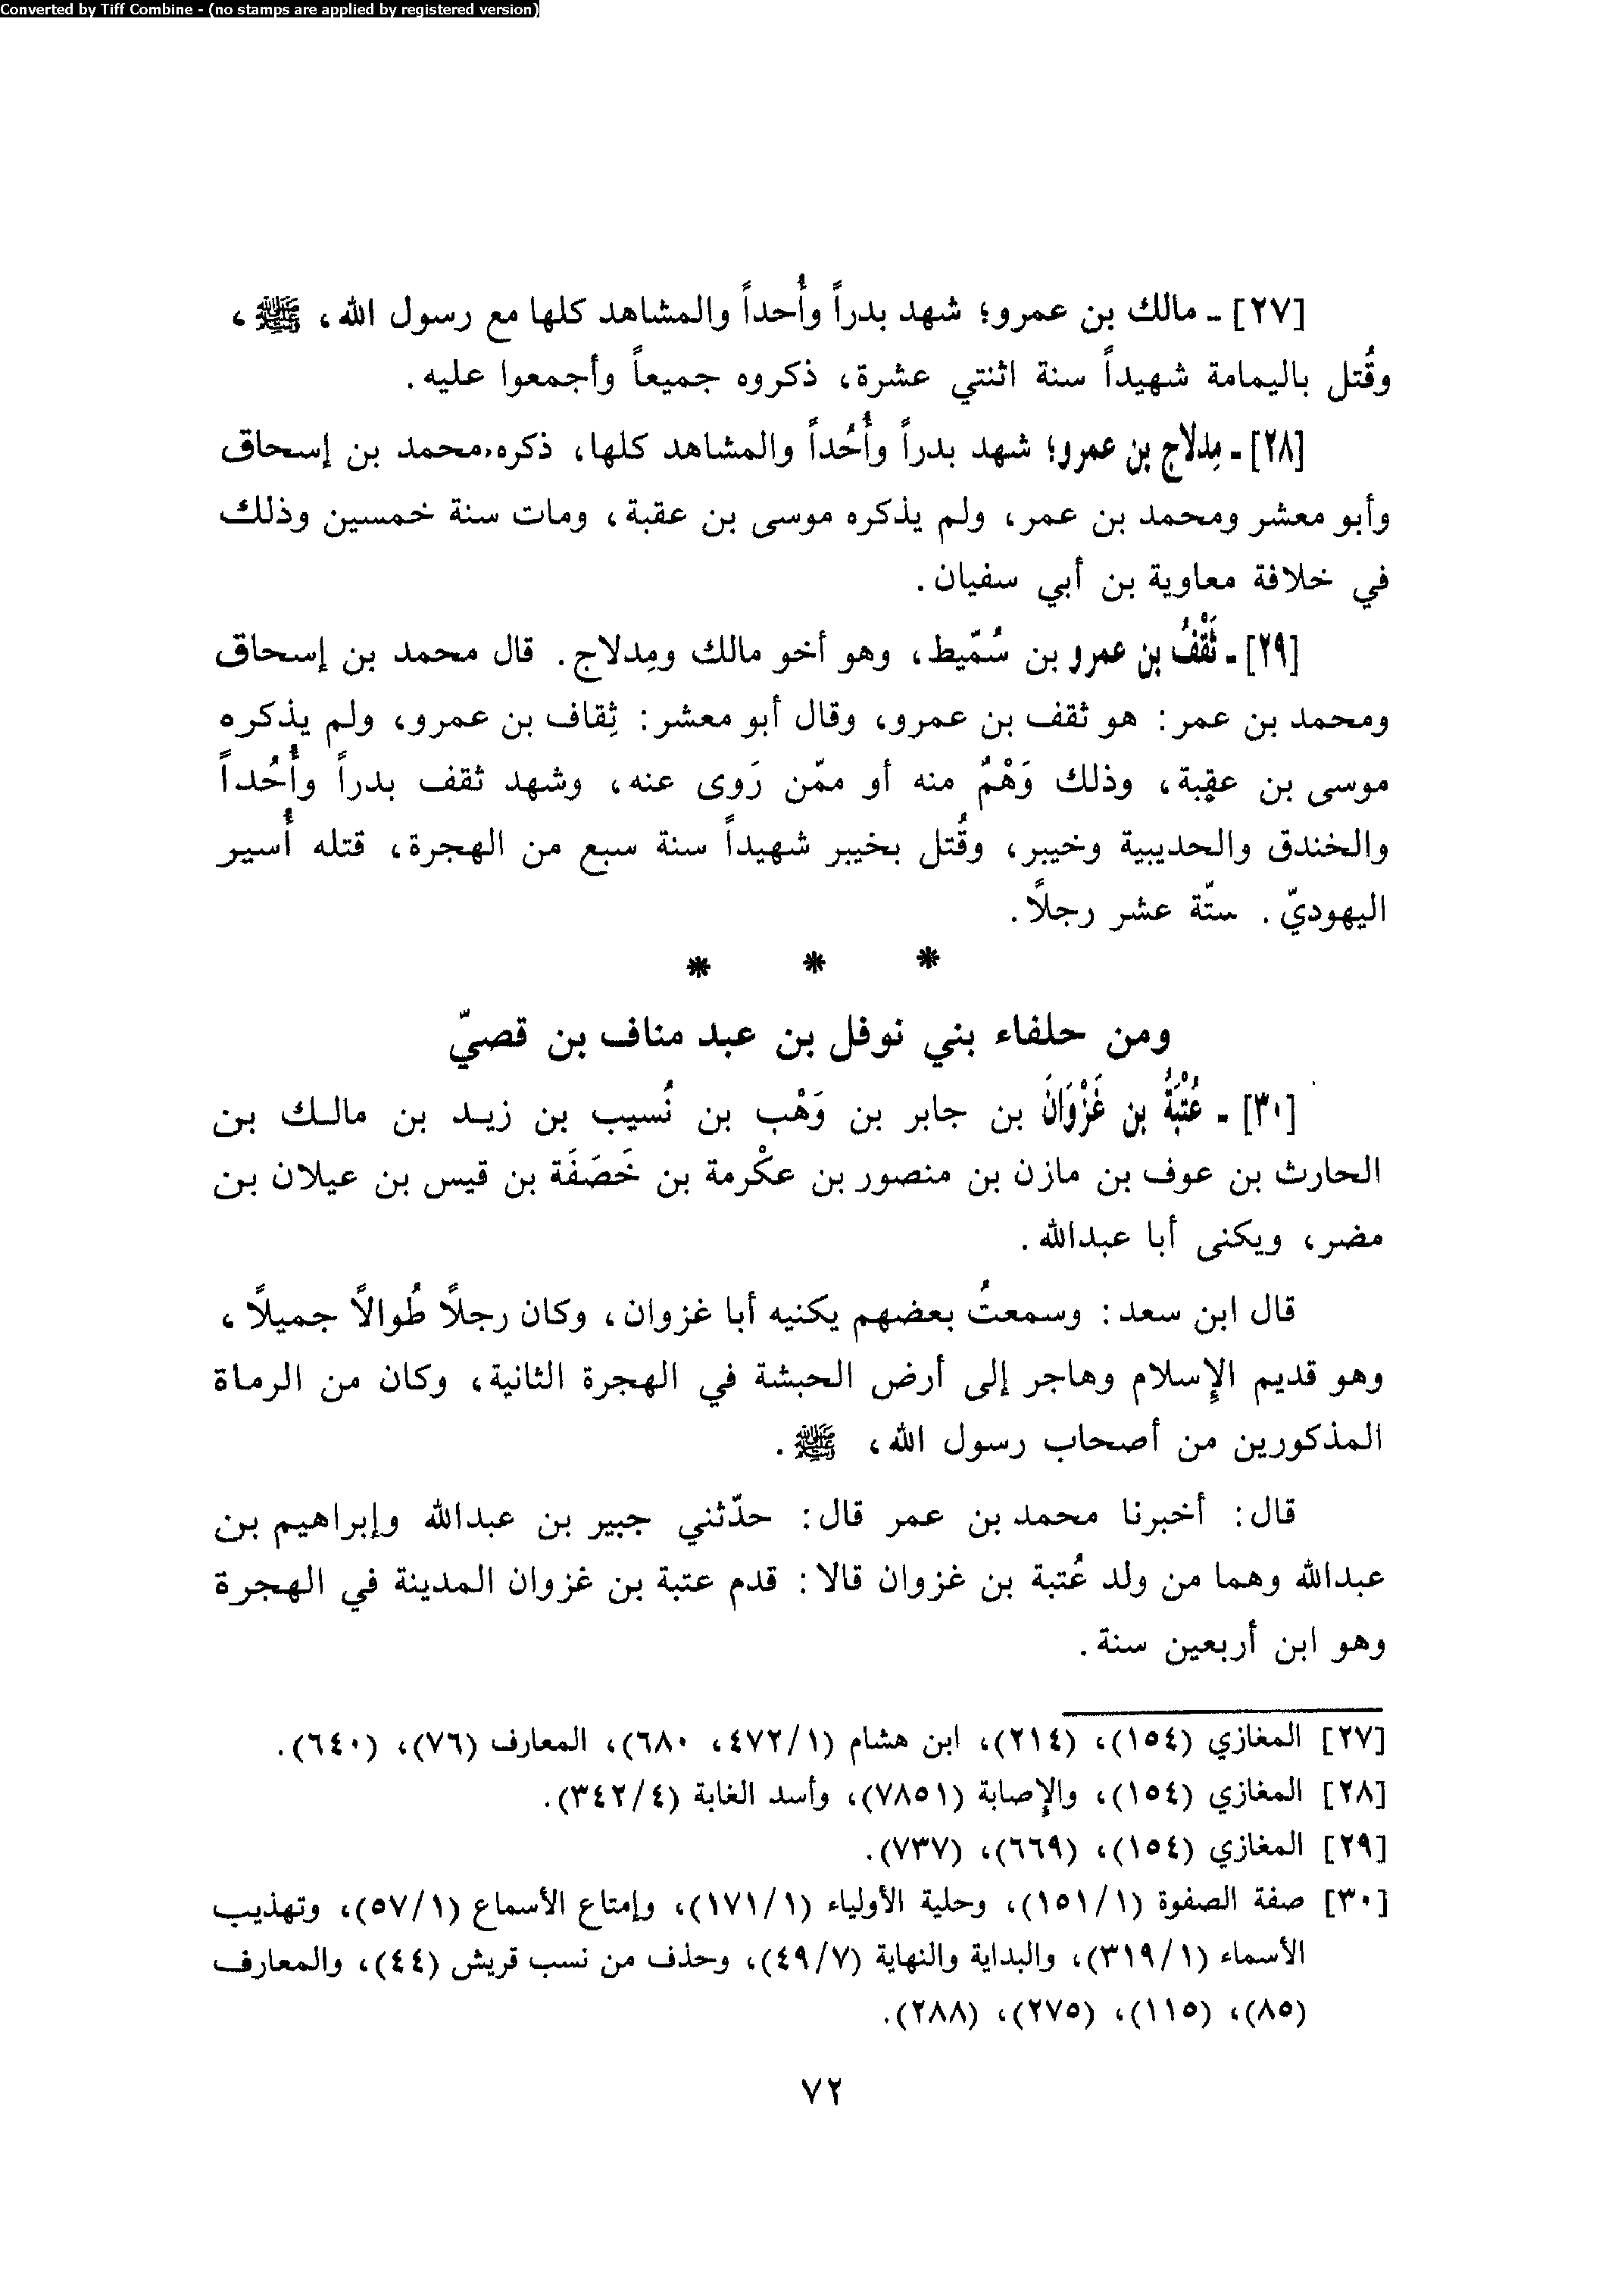 Converted by Tiff Combine - (no stamps are applied by registered version)
[٢٧] - مالك بن عمرو؛ شهد بدراً وأُحداً والمشاهد كلها مع رسول الله، ﷺ،
وقُتل باليمامة شهيداً سنة اثنتي عشرة، ذكروه جميعاً وأجمعوا عليه.
[٢٨] - مِدلاج بن عمرو؛ شهد بدراً وأُحُداً والمشاهد كلها، ذكره محمد بن إسحاق
وأبو معشر ومحمد بن عمر، ولم يذكره موسى بن عقبة، ومات سنة خمسين وذلك
في خلافة معاوية بن أبي سفيان.
[٢٩] - ثَقْفُ بن عمرو بن سُمّيط، وهو أخو مالك ومِدلاج. قال محمد بن إسحاق
ومحمد بن عمر: هو ثقف بن عمرو، وقال أبو معشر: ثِقاف بن عمرو، ولم يذكره
موسى بن عقبة، وذلك وَهْمٌ منه أو ممّن رَوى عنه، وشهد ثقف بدراً وأُحُداً
والخندق والحديبية وخيبر، وقُتل بخيبر شهيداً سنة سبع من الهجرة، قتله أُسير
اليهوديّ. ستّة عشر رجلاً.
* * *
ومن حلفاء بني نوفل بن عبد مناف بن قصيّ
[٣٠] - عُتْبَةُ بن غَزْوَانَ بن جابر بن وَهْب بن نُسيب بن زيد بن مالك بن
الحارث بن عوف بن مازن بن منصور بن عكْرمة بن خَصَفَة بن قيس بن عيلان بن
مضر، ويكنى أبا عبدالله.
قال ابن سعد: وسمعتُ بعضهم يكنيه أبا غزوان، وكان رجلاً طُوالاً جميلاً،
وهو قديم الإِسلام وهاجر إلى أرض الحبشة في الهجرة الثانية، وكان من الرماة
المذكورين من أصحاب رسول الله، ﷺ.
قال: أخبرنا محمد بن عمر قال: حدّثني جبير بن عبدالله وإبراهيم بن
عبدالله وهما من ولد عُتبة بن غزوان قالا: قدم عتبة بن غزوان المدينة في الهجرة
وهو ابن أربعين سنة.
[٢٧] المغازي (١٥٤)، (٢١٤)، ابن هشام (١/٤٧٢، ٦٨٠)، المعارف (٧٦)، (٦٤٠).
[٢٨] المغازي (١٥٤)، والإِصابة (٧٨٥١)، وأسد الغابة (٤/٣٤٢).
[٢٩] المغازي (١٥٤)، (٦٦٩)، (٧٣٧).
[٣٠] صفة الصفوة (١/١٥١)، وحلية الأولياء (١/١٧١)، وإمتاع الأسماع (١/٥٧)، وتهذيب
الأسماء (١/٣١٩)، والبداية والنهاية (٧/٤٩)، وحذف من نسب قريش (٤٤)، والمعارف
(٨٥)، (١١٥)، (٢٧٥)، (٢٨٨).
٧٢